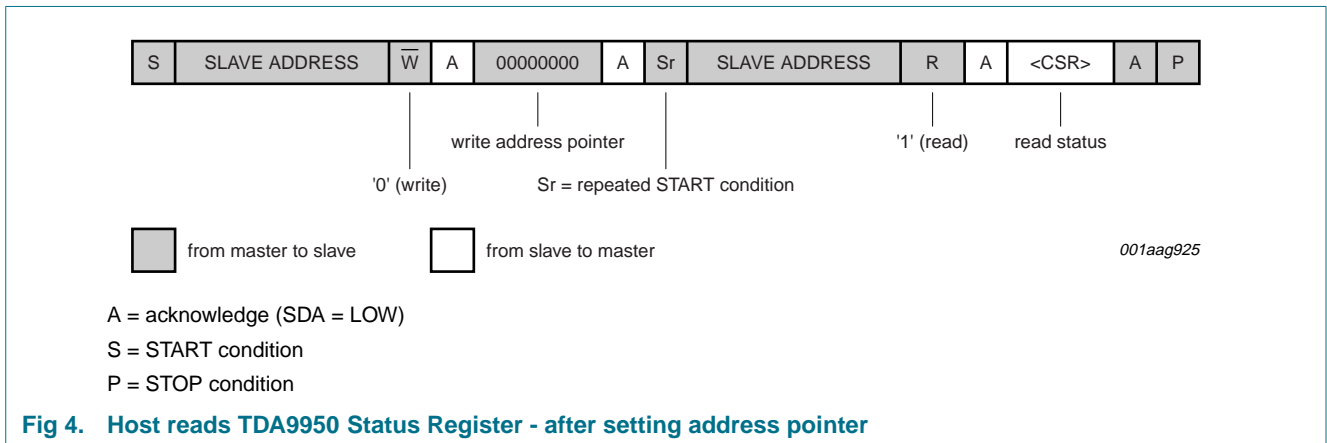 S SLAVE ADDRESS W̅ A 00000000 A Sr SLAVE ADDRESS R A <CSR> A P
write address pointer '1' (read) read status
'0' (write) Sr = repeated START condition
from master to slave from slave to master 001aag925
A = acknowledge (SDA = LOW)
S = START condition
P = STOP condition
Fig 4. Host reads TDA9950 Status Register - after setting address pointer